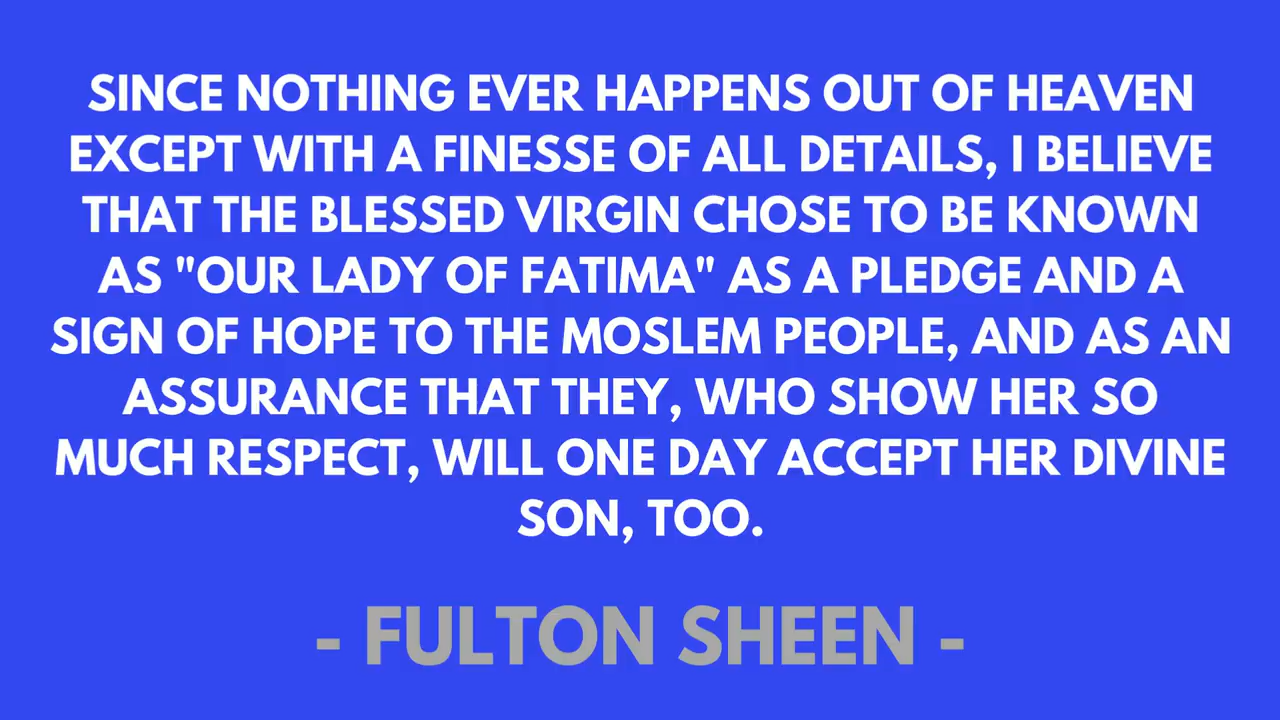 SINCE NOTHING EVER HAPPENS OUT OF HEAVEN
EXCEPT WITH A FINESSE OF ALL DETAILS, I BELIEVE
THAT THE BLESSED VIRGIN CHOSE TO BE KNOWN
AS "OUR LADY OF FATIMA" AS A PLEDGE AND A
SIGN OF HOPE TO THE MOSLEM PEOPLE, AND AS AN
ASSURANCE THAT THEY, WHO SHOW HER SO
MUCH RESPECT, WILL ONE DAY ACCEPT HER DIVINE
SON, TOO.
- FULTON SHEEN -